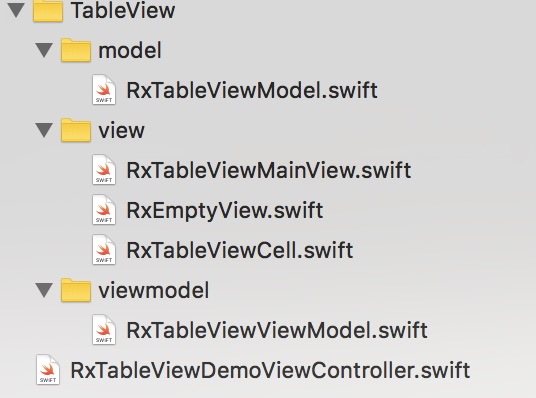 TableView
model
SWIFT RxTableViewModel.swift
view
SWIFT RxTableViewMainView.swift
SWIFT RxEmptyView.swift
SWIFT RxTableViewCell.swift
viewmodel
SWIFT RxTableViewViewModel.swift
SWIFT RxTableViewDemoViewController.swift